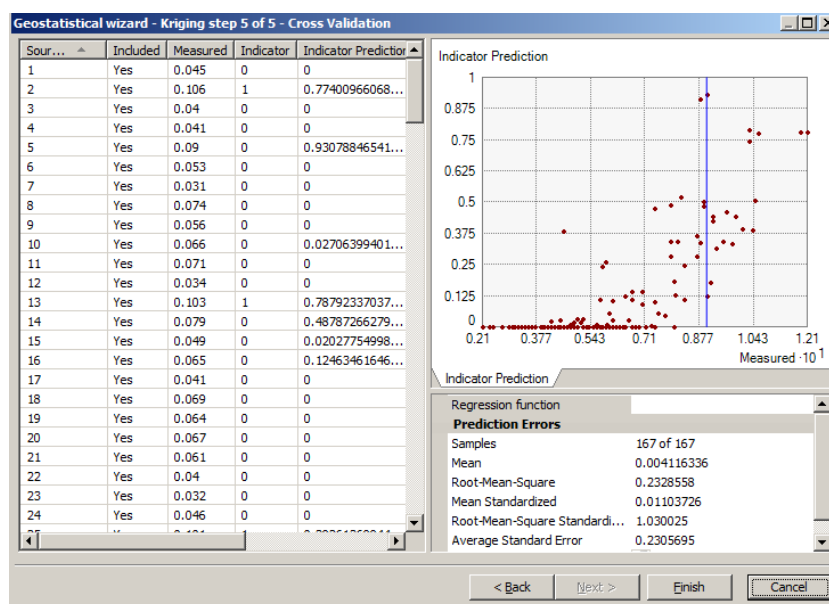 Geostatistical wizard - Kriging step 5 of 5 - Cross Validation
Sour... Included Measured Indicator Indicator Prediction
1 Yes 0.045 0 0
2 Yes 0.106 1 0.77400966068...
3 Yes 0.04 0 0
4 Yes 0.041 0 0
5 Yes 0.09 0 0.93078846541...
6 Yes 0.053 0 0
7 Yes 0.031 0 0
8 Yes 0.074 0 0
9 Yes 0.056 0 0
10 Yes 0.066 0 0.02706399401...
11 Yes 0.071 0 0
12 Yes 0.034 0 0
13 Yes 0.103 1 0.78792337037...
14 Yes 0.079 0 0.48787266279...
15 Yes 0.049 0 0.02027754998...
16 Yes 0.065 0 0.12463461646...
17 Yes 0.041 0 0
18 Yes 0.069 0 0
19 Yes 0.064 0 0
20 Yes 0.067 0 0
21 Yes 0.061 0 0
22 Yes 0.04 0 0
23 Yes 0.032 0 0
24 Yes 0.046 0 0
Indicator Prediction
1
0.875
0.75
0.625
0.5
0.375
0.25
0.125
0
0.21 0.377 0.543 0.71 0.877 1.043 1.21
Measured ·10 1
Indicator Prediction
Regression function
Prediction Errors
Samples 167 of 167
Mean 0.004116336
Root-Mean-Square 0.2328558
Mean Standardized 0.01103726
Root-Mean-Square Standardi... 1.030025
Average Standard Error 0.2305695
< Back Next > Finish Cancel